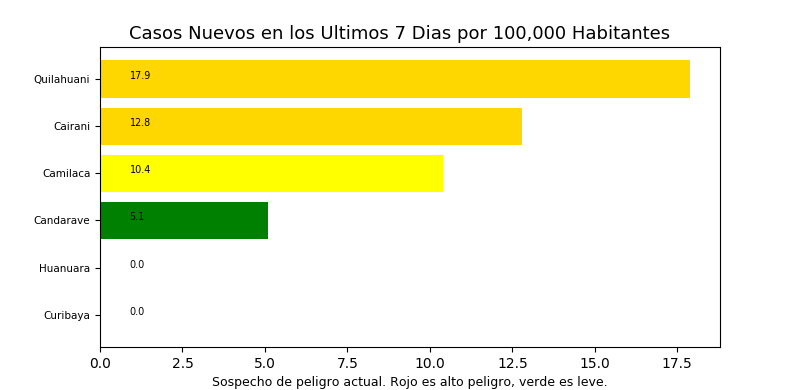 Casos Nuevos en los Ultimos 7 Dias por 100,000 Habitantes
Quilahuani 17.9
Cairani 12.8
Camilaca 10.4
Candarave 5.1
Huanuara 0.0
Curibaya 0.0
0.0 2.5 5.0 7.5 10.0 12.5 15.0 17.5
Sospecho de peligro actual. Rojo es alto peligro, verde es leve.